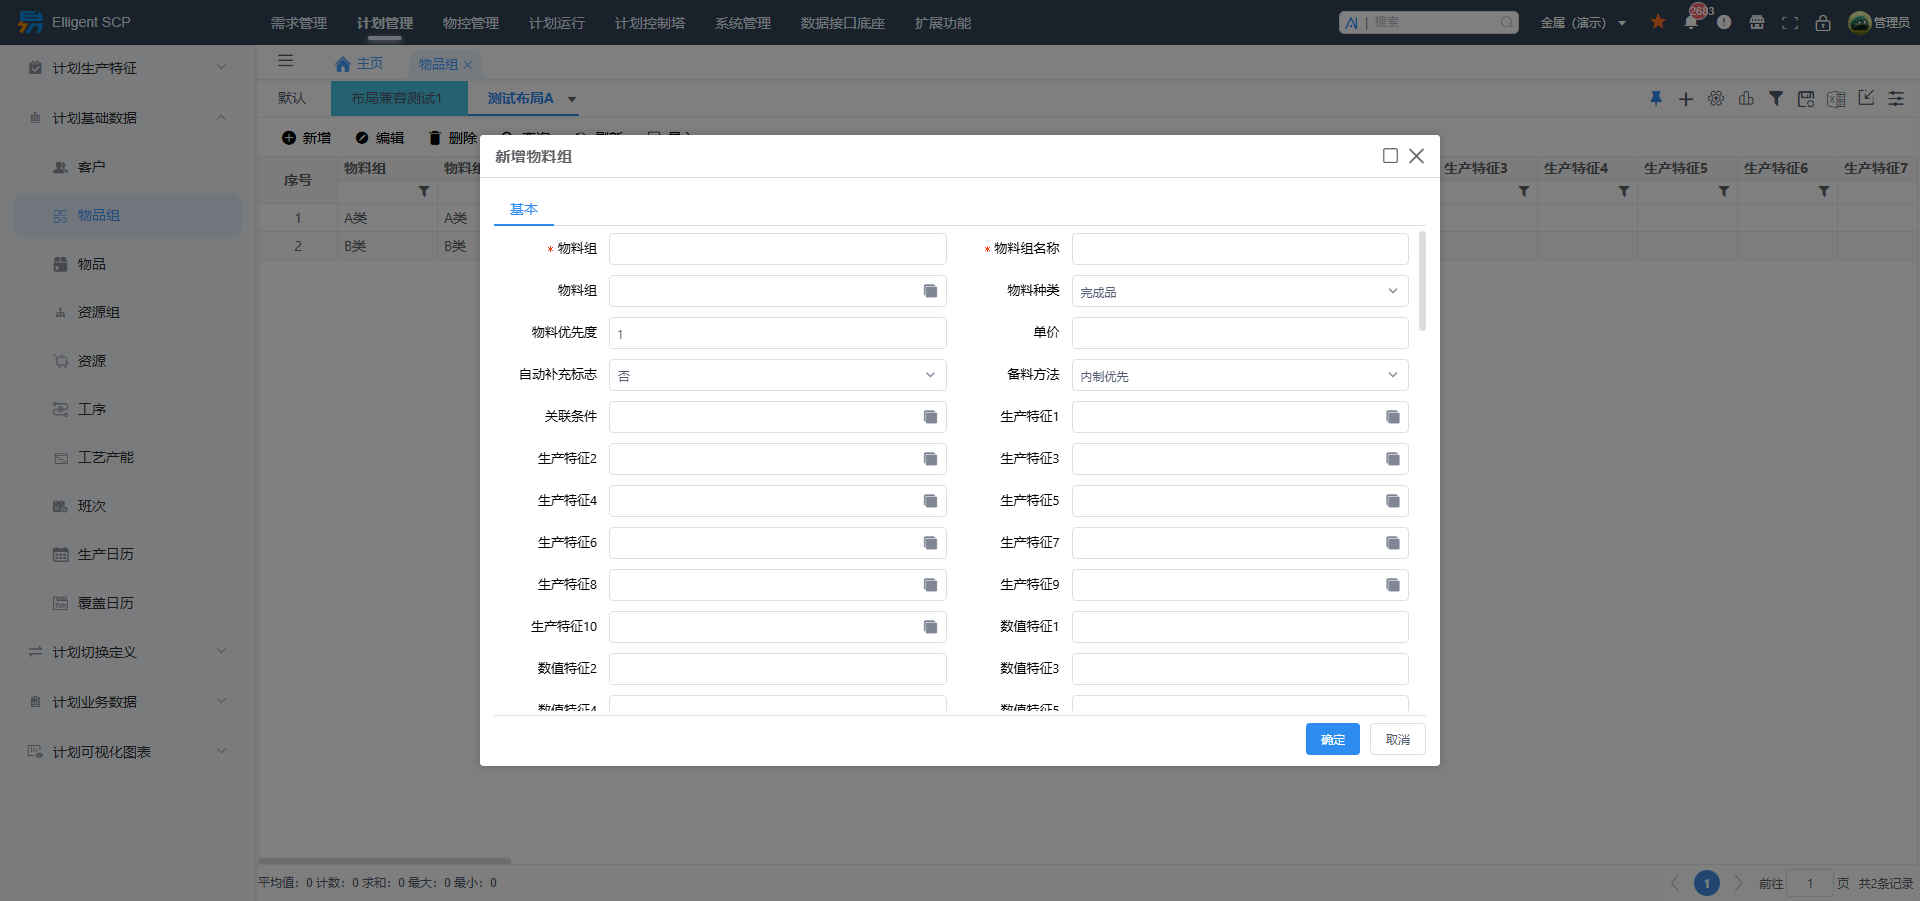 Elligent SCP
需求管理 计划管理 物控管理 计划运行 计划控制塔 系统管理 数据接口底座 扩展功能
AI | 搜索
金属（演示）
2683
管理员
计划生产特征
计划基础数据
客户
物品组
物品
资源组
资源
工序
工艺产能
班次
生产日历
覆盖日历
计划切换定义
计划业务数据
计划可视化图表
主页 物品组
默认 布局兼容测试1 测试布局A
新增 编辑 删除
序号 物料组 物料组 生产特征3 生产特征4 生产特征5 生产特征6 生产特征7
1 A类 A类
2 B类 B类
新增物料组
基本
* 物料组
* 物料组名称
物料组
物料种类 完成品
物料优先度 1
单价
自动补充标志 否
备料方法 内制优先
关联条件
生产特征1
生产特征2
生产特征3
生产特征4
生产特征5
生产特征6
生产特征7
生产特征8
生产特征9
生产特征10
数值特征1
数值特征2
数值特征3
数值特征4
数值特征5
确定 取消
平均值：0 计数：0 求和：0 最大：0 最小：0
1 前往 1 页 共2条记录